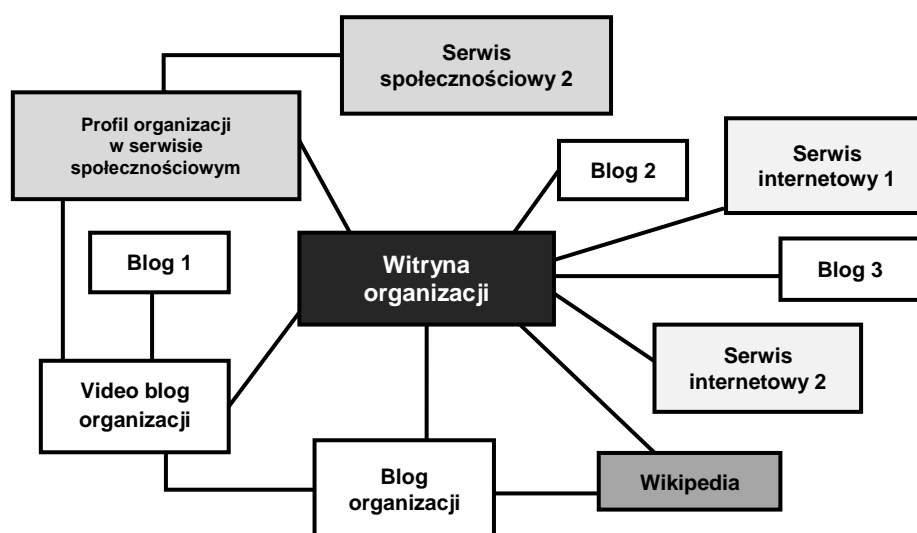 Serwis
społecznościowy 2
Profil organizacji
w serwisie
społecznościowym
Blog 2
Serwis
internetowy 1
Blog 1
Witryna
organizacji
Blog 3
Serwis
internetowy 2
Video blog
organizacji
Blog
organizacji
Wikipedia